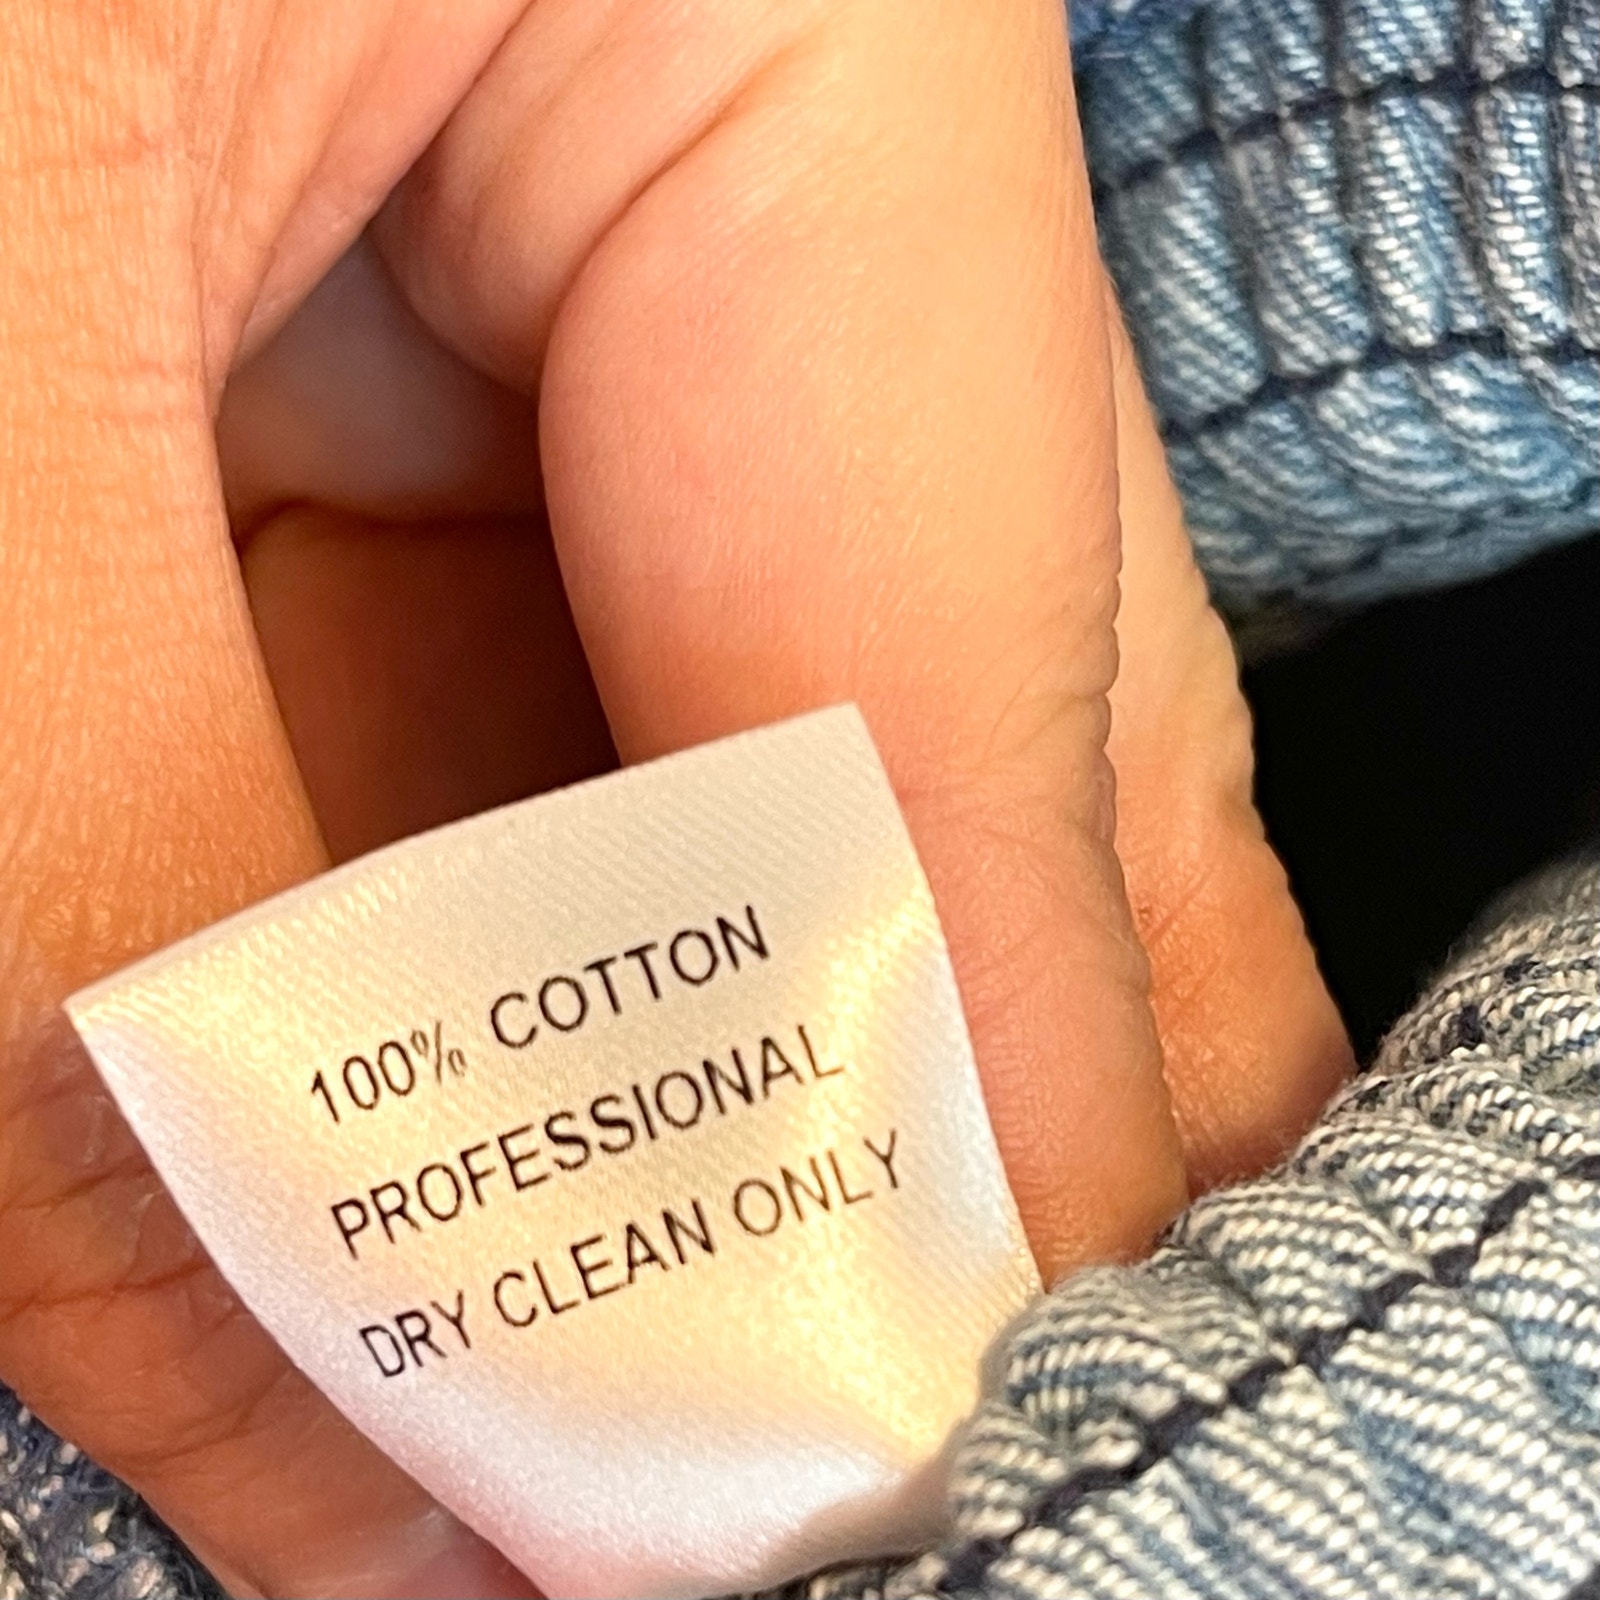 100% COTTON
PROFESSIONAL
DRY CLEAN ONLY